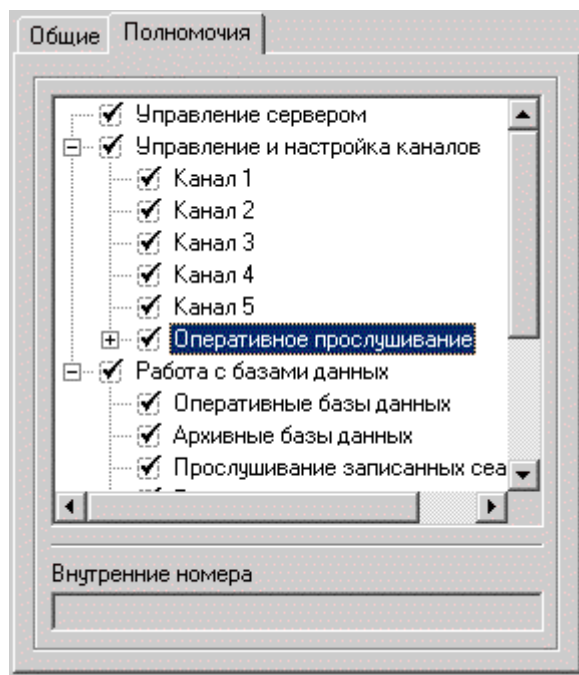 Общие Полномочия
Управление сервером
Управление и настройка каналов
Канал 1
Канал 2
Канал 3
Канал 4
Канал 5
Оперативное прослушивание
Работа с базами данных
Оперативные базы данных
Архивные базы данных
Прослушивание записанных сеа
Внутренние номера